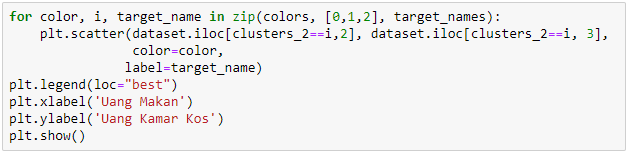 for color, i, target_name in zip(colors, [0,1,2], target_names):
    plt.scatter(dataset.iloc[clusters_2==i,2], dataset.iloc[clusters_2==i, 3],
                color=color,
               label=target_name)
plt.legend(loc="best")
plt.xlabel('Uang Makan')
plt.ylabel('Uang Kamar Kos')
plt.show()